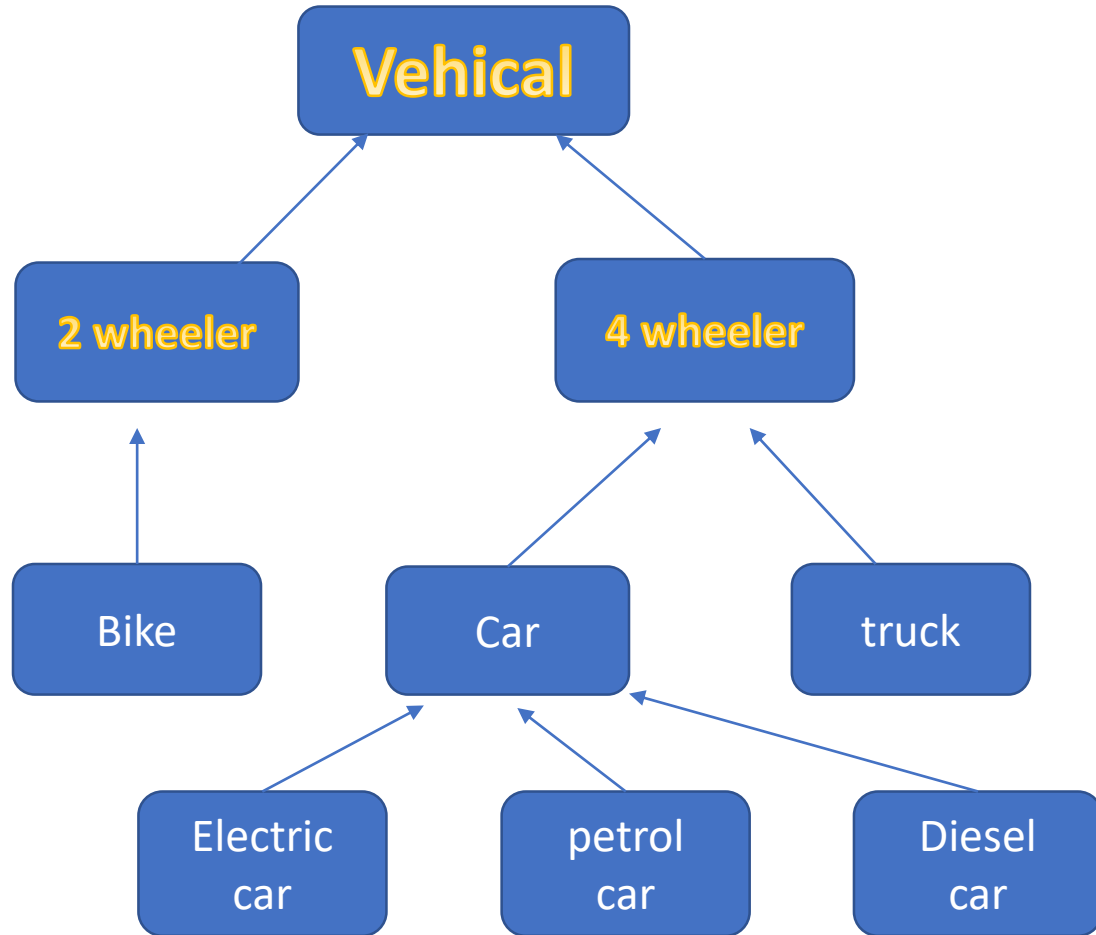 Vehical
2 wheeler
4 wheeler
Bike
Car
truck
Electric
car
petrol
car
Diesel
car